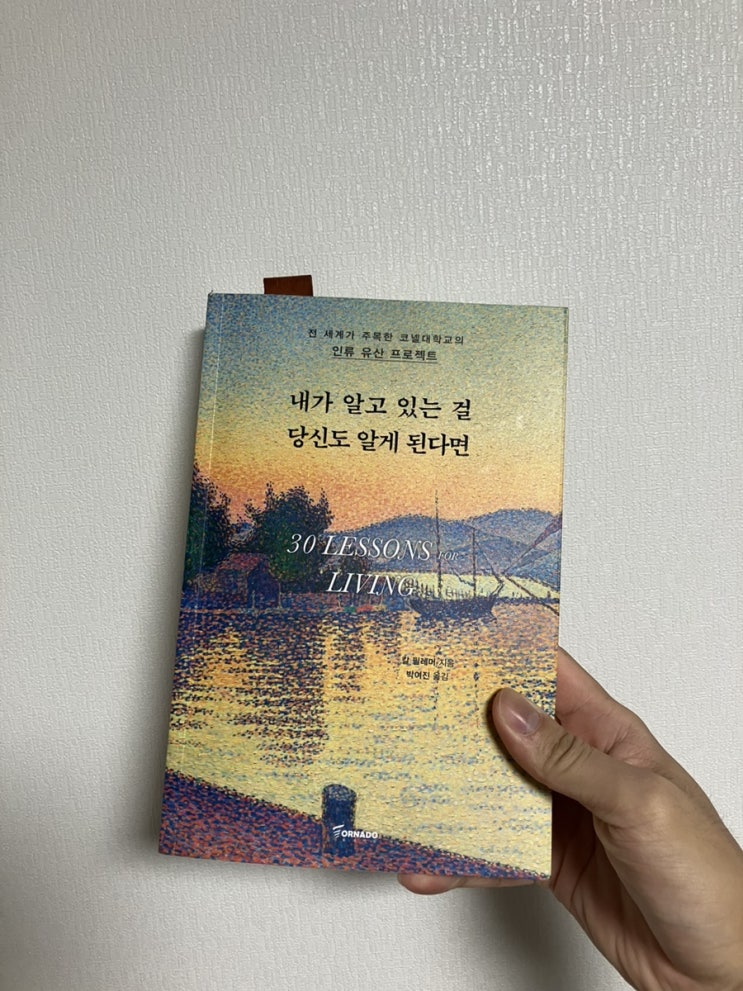 전 세계가 주목한 코넬대학교의
인류 유산 프로젝트
내가 알고 있는 걸
당신도 알게 된다면
30 LESSONS FOR
LIVING
칼 필레머 지음
박여진 옮김
TORNADO